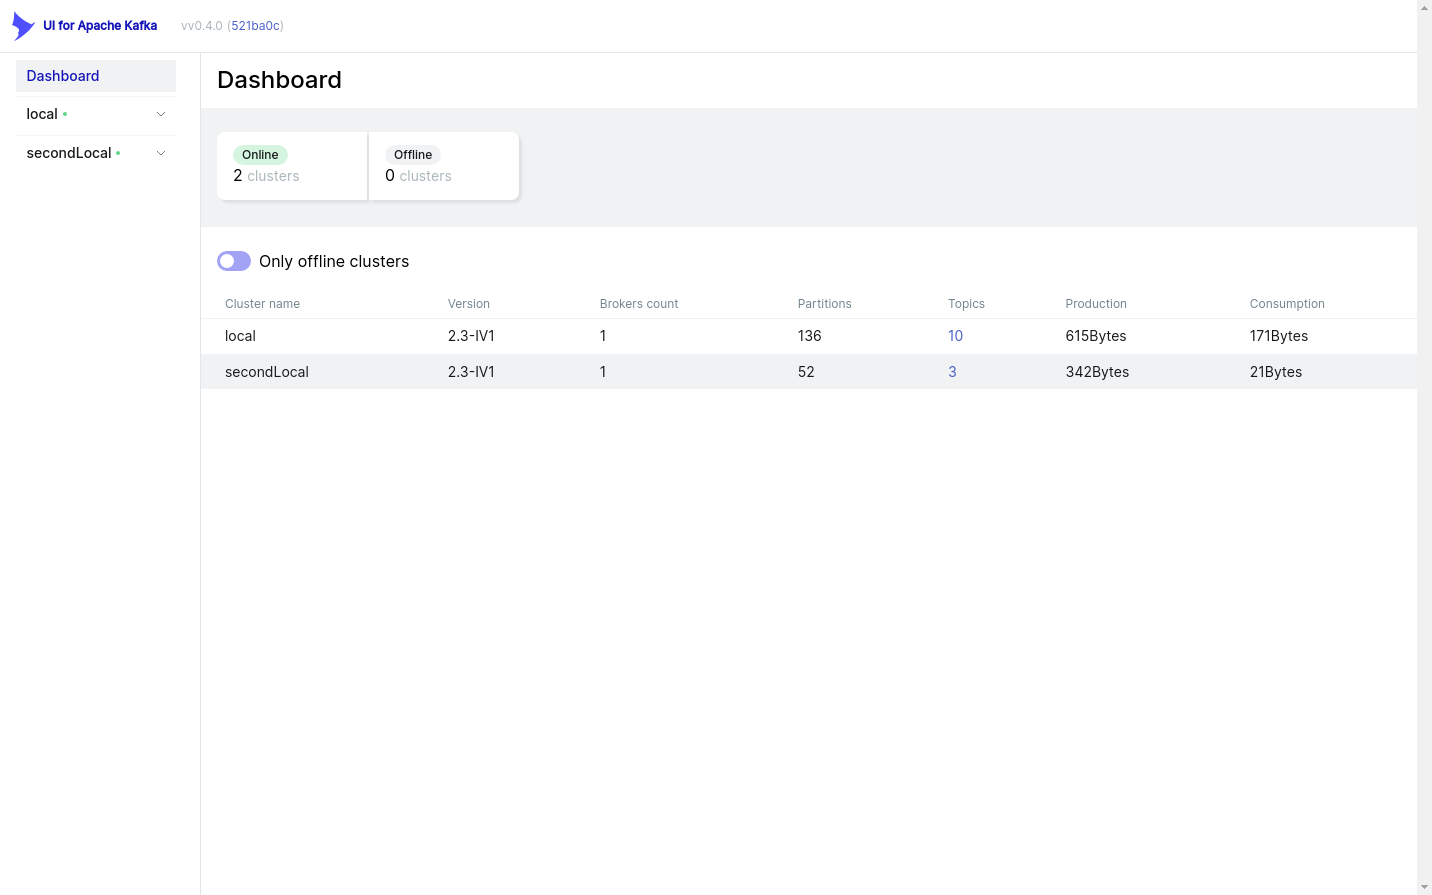 UI for Apache Kafka vv0.4.0 (521ba0c)
Dashboard
local
secondLocal
Dashboard
Online Offline
2 clusters 0 clusters
Only offline clusters
Cluster name Version Brokers count Partitions Topics Production Consumption
local 2.3-IV1 1 136 10 615Bytes 171Bytes
secondLocal 2.3-IV1 1 52 3 342Bytes 21Bytes